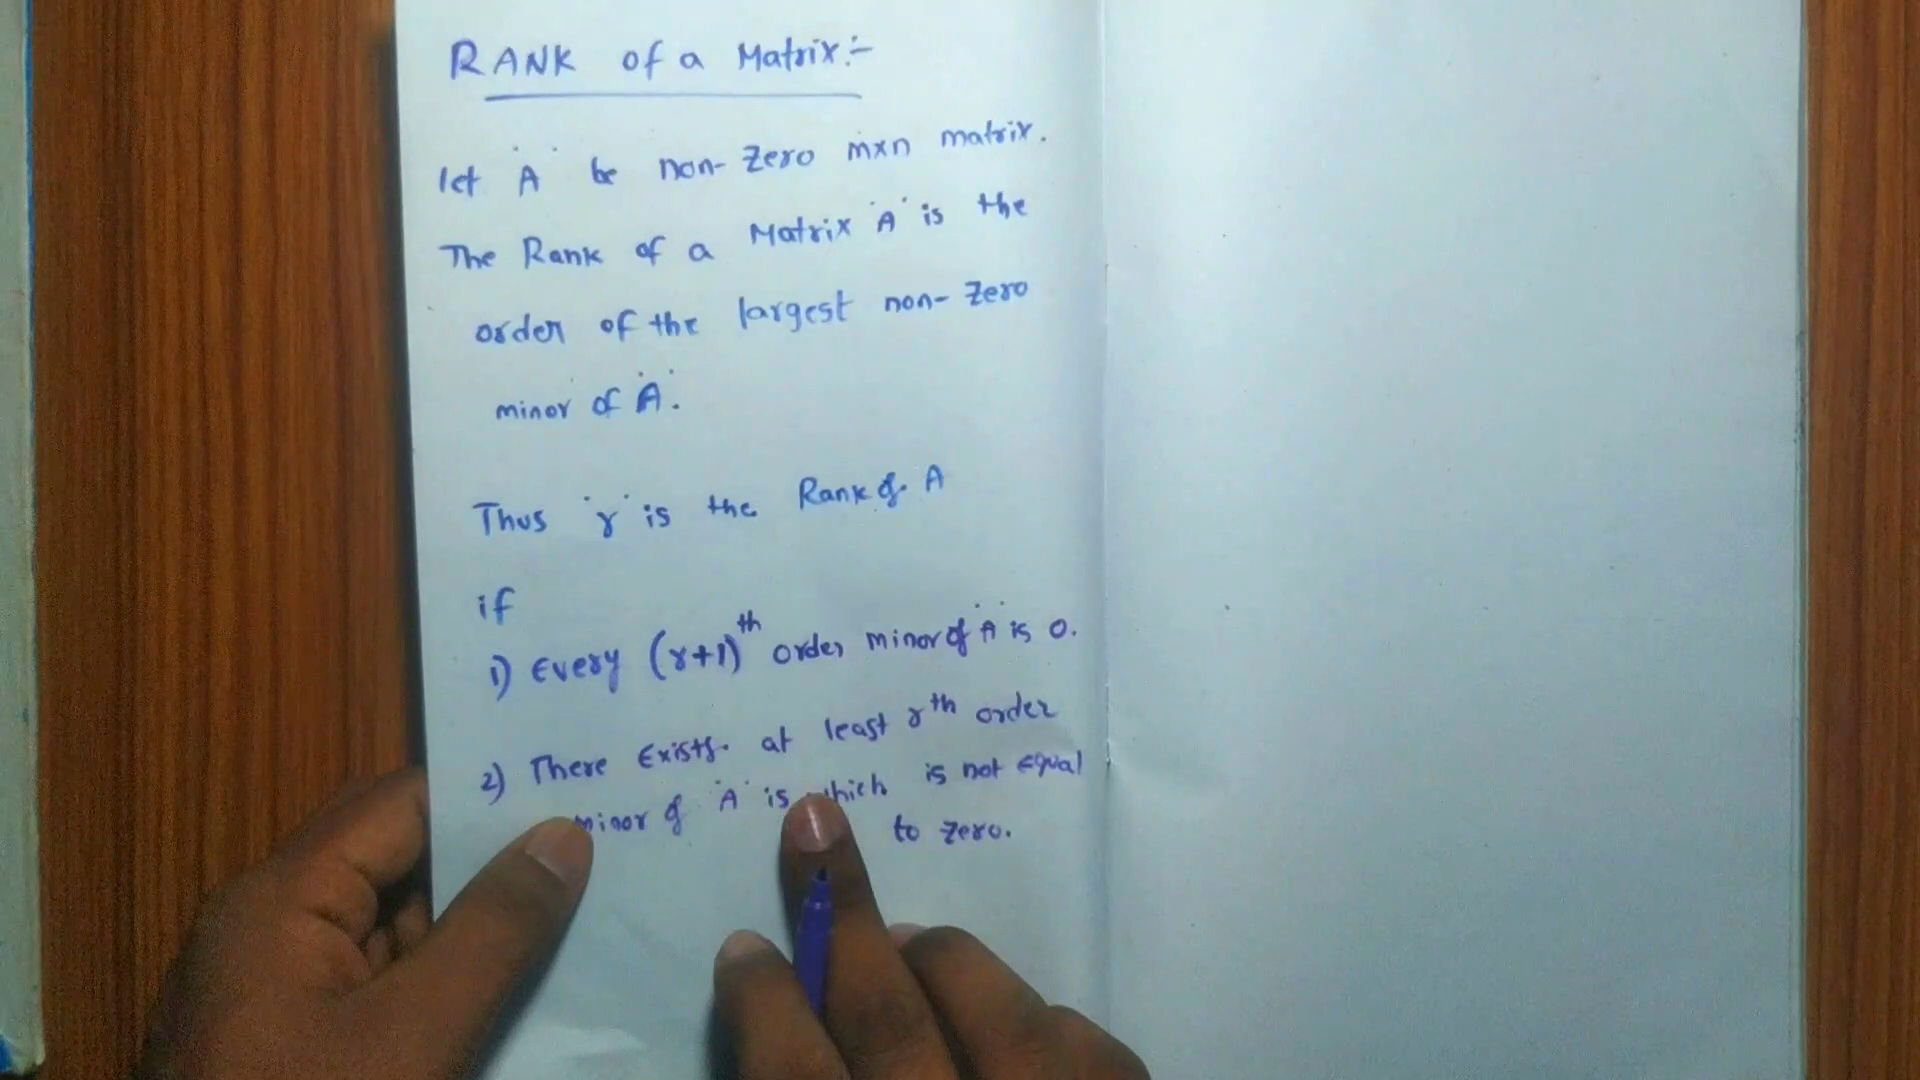 RANK of a Matrix:-
let 'A' be non-zero mxn matrix.
The Rank of a Matrix 'A' is the
order of the largest non-zero
minor of 'A'.
Thus 'r' is the Rank of A
if
1) Every (r+1)th order minor of 'A' is 0.
2) There Exists. at least rth order
minor of 'A' is which is not Equal
to zero.